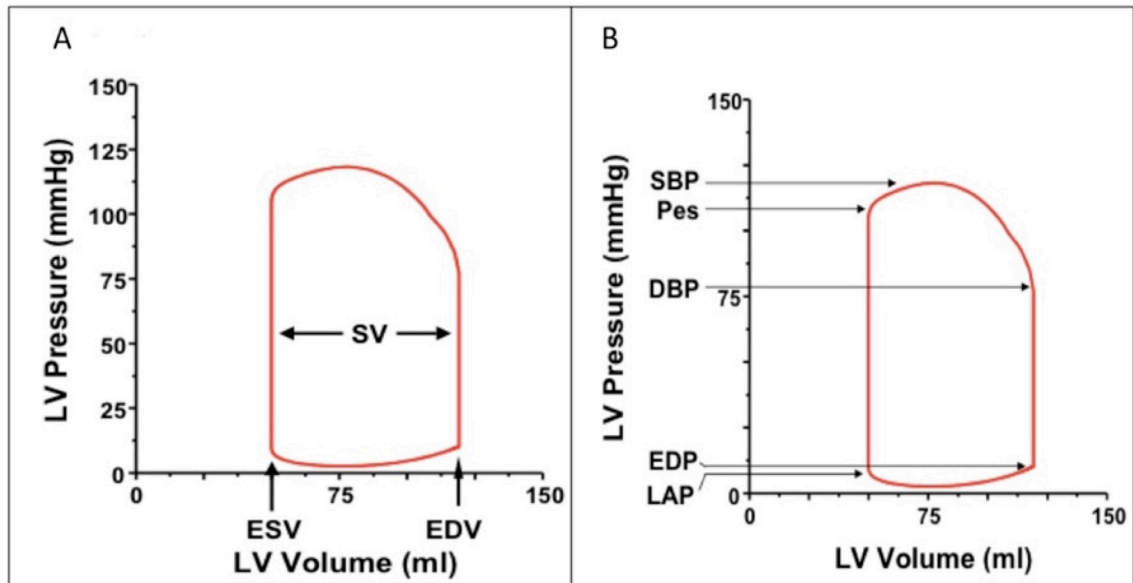 A
LV Pressure (mmHg)
150
125
100
75
50
25
0
SV
0
75
150
ESV
EDV
LV Volume (ml)
B
LV Pressure (mmHg)
150
SBP
Pes
DBP
75
EDP
LAP
0
0
75
150
LV Volume (ml)